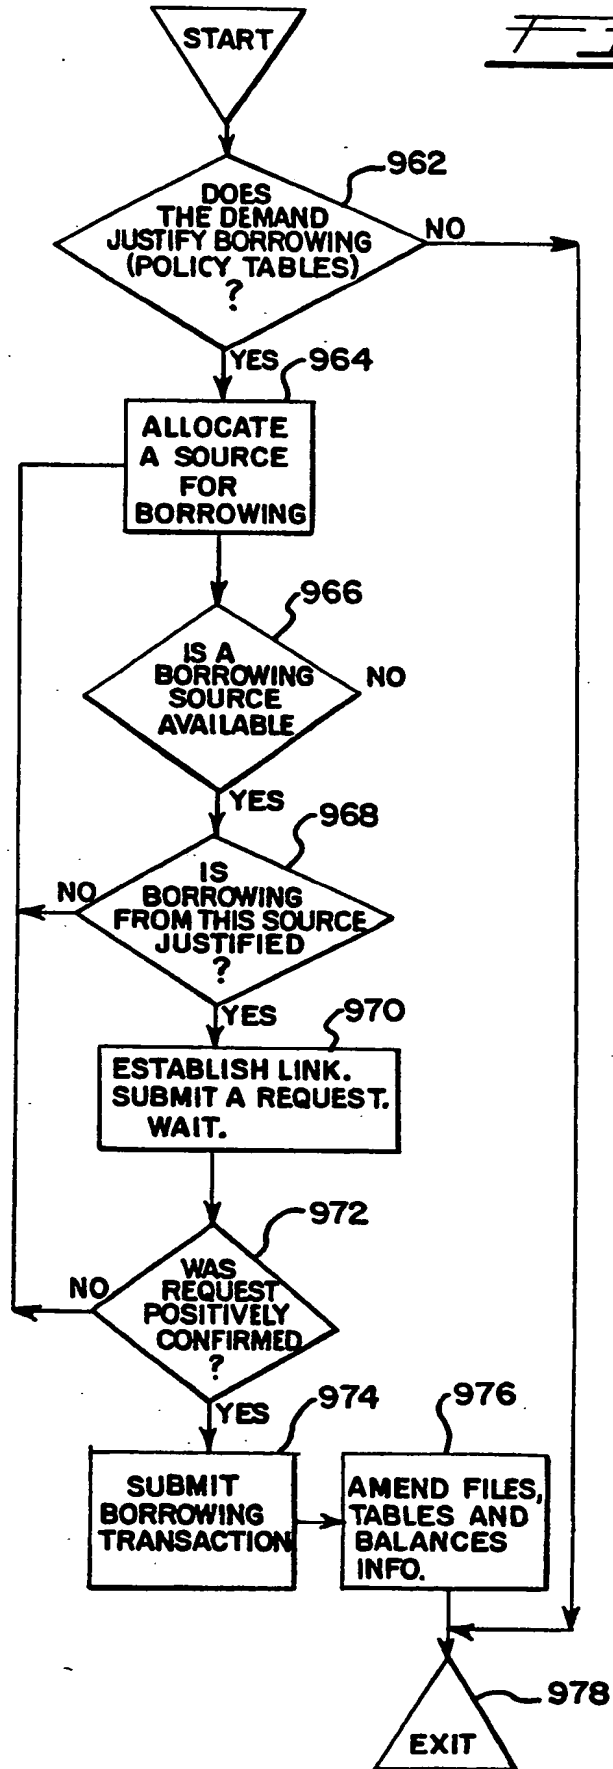 START
962
DOES
THE DEMAND
JUSTIFY BORROWING
(POLICY TABLES)
?
NO
YES
964
ALLOCATE
A SOURCE
FOR
BORROWING
966
IS A
BORROWING
SOURCE
AVAILABLE
NO
YES
968
IS
BORROWING
FROM THIS SOURCE
JUSTIFIED
?
NO
YES
970
ESTABLISH LINK.
SUBMIT A REQUEST.
WAIT.
972
WAS
REQUEST
POSITIVELY
CONFIRMED
?
NO
YES
974
SUBMIT
BORROWING
TRANSACTION
976
AMEND FILES,
TABLES AND
BALANCES
INFO.
978
EXIT